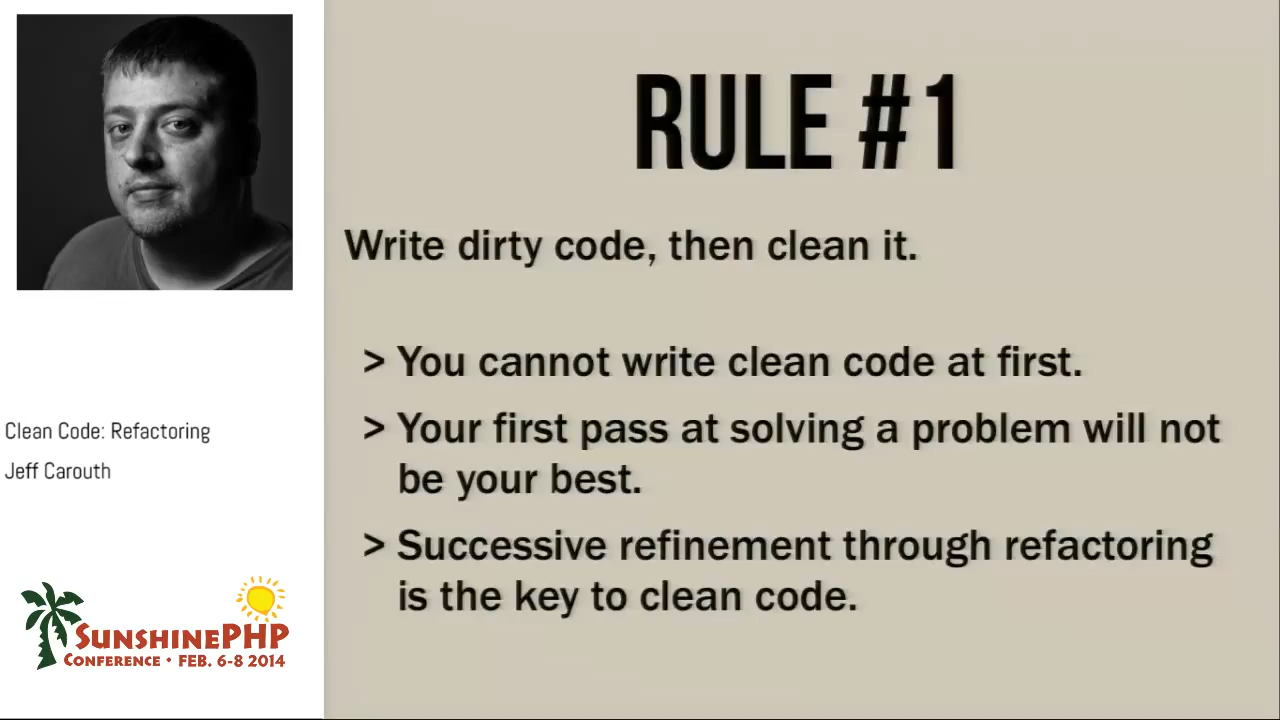 RULE #1
Write dirty code, then clean it.
> You cannot write clean code at first.
> Your first pass at solving a problem will not
be your best.
> Successive refinement through refactoring
is the key to clean code.
Clean Code: Refactoring
Jeff Carouth
SUNSHINEPHP
CONFERENCE • FEB. 6-8 2014